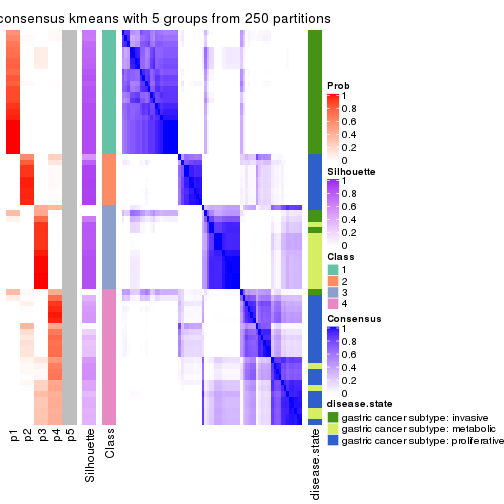 consensus kmeans with 5 groups from 250 partitions
Prob
1
0.8
0.6
0.4
0.2
0
Silhouette
1
0.8
0.6
0.4
0.2
0
Class
1
2
3
4
Consensus
1
0.8
0.6
0.4
0.2
0
disease.state
gastric cancer subtype: invasive
gastric cancer subtype: metabolic
gastric cancer subtype: proliferative
p1
p2
p3
p4
p5
Silhouette
Class
disease.state